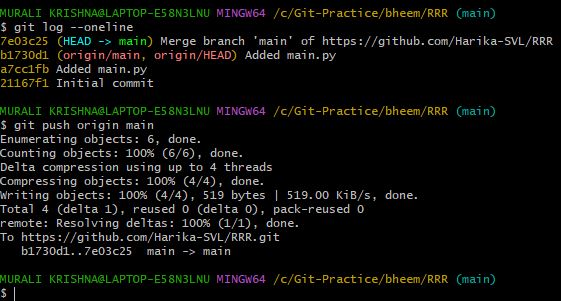 MURALI KRISHNA@LAPTOP-E58N3LNU MINGW64 /c/Git-Practice/bheem/RRR (main)
$ git log --oneline
7e03c25 (HEAD -> main) Merge branch 'main' of https://github.com/Harika-SVL/RRR
b1730d1 (origin/main, origin/HEAD) Added main.py
a7cc1fb Added main.py
21167f1 Initial commit
MURALI KRISHNA@LAPTOP-E58N3LNU MINGW64 /c/Git-Practice/bheem/RRR (main)
$ git push origin main
Enumerating objects: 6, done.
Counting objects: 100% (6/6), done.
Delta compression using up to 4 threads
Compressing objects: 100% (4/4), done.
Writing objects: 100% (4/4), 519 bytes | 519.00 KiB/s, done.
Total 4 (delta 1), reused 0 (delta 0), pack-reused 0
remote: Resolving deltas: 100% (1/1), done.
To https://github.com/Harika-SVL/RRR.git
   b1730d1..7e03c25  main -> main
MURALI KRISHNA@LAPTOP-E58N3LNU MINGW64 /c/Git-Practice/bheem/RRR (main)
$